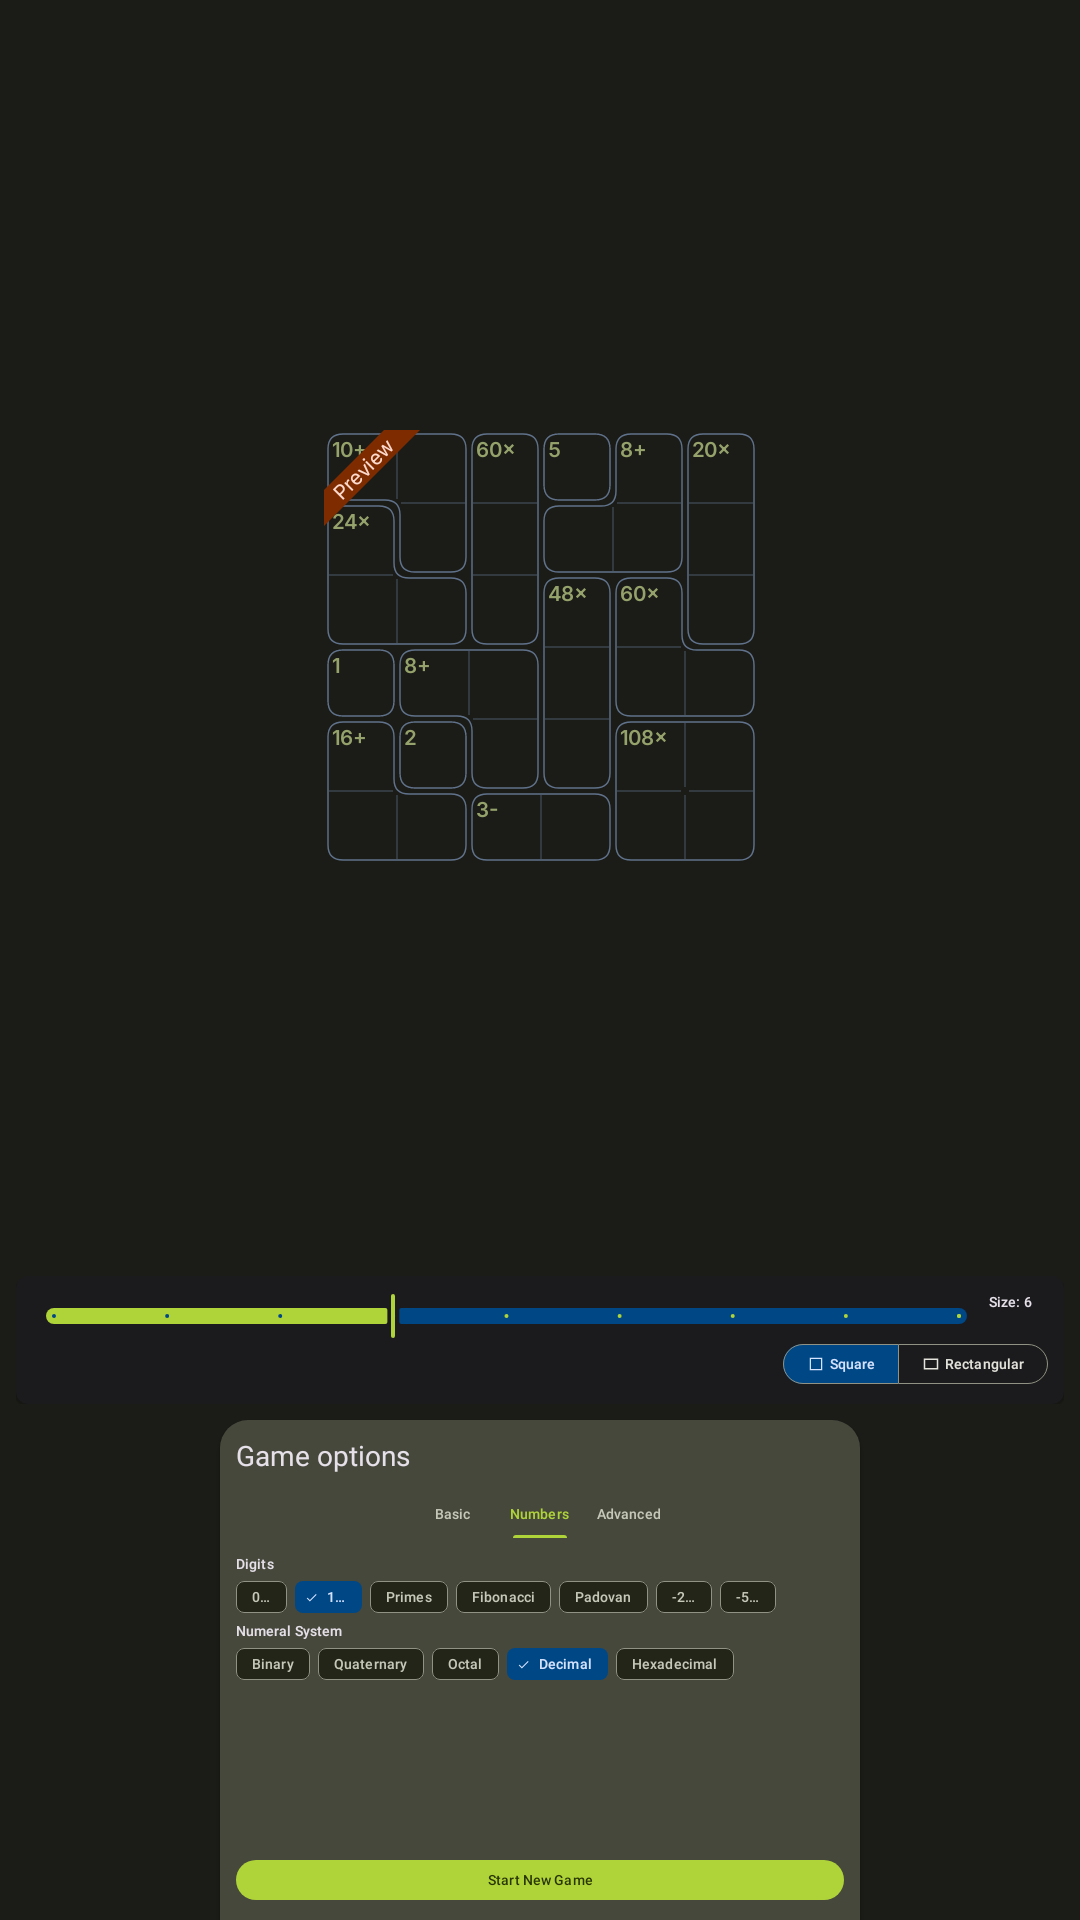 10+ 60× 5 8+ 20×
Preview
24×
48× 60×
1 8+
16+ 2 108×
3-
Size: 6
Square Rectangular
Game options
Basic Numbers Advanced
Digits
0... 1... Primes Fibonacci Padovan -2... -5...
Numeral System
Binary Quaternary Octal Decimal Hexadecimal
Start New Game